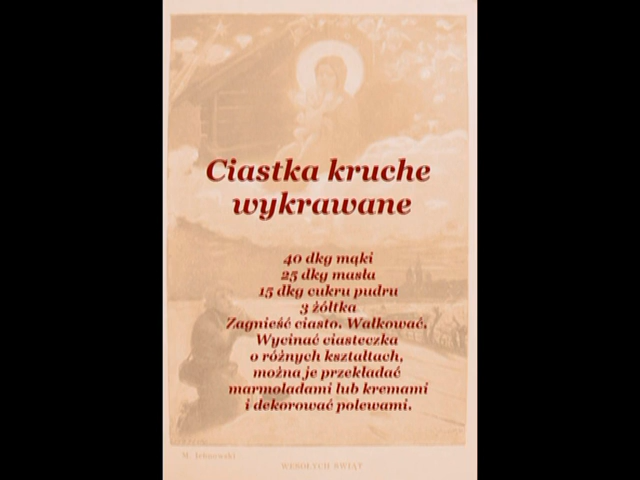 Ciastka kruche
wykrawane
40 dkg mąki
25 dkg masła
15 dkg cukru pudru
3 żółtka
Zagnieść ciasto. Wałkować.
Wycinać ciasteczka
o różnych kształtach,
można je przekładać
marmoladami lub kremami
i dekorować polewami.
WESOŁYCH ŚWIĄT